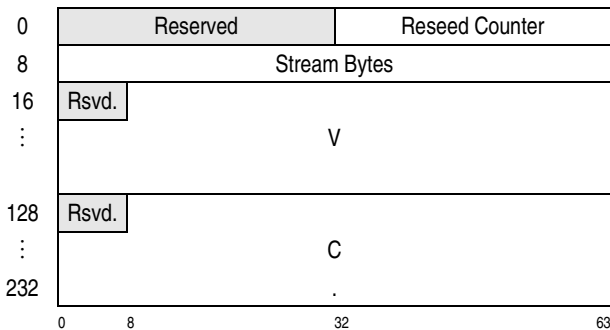 0 Reserved Reseed Counter
8 Stream Bytes
16 Rsvd.
⋮ V
128 Rsvd.
⋮ C
232 .
0 8 32 63